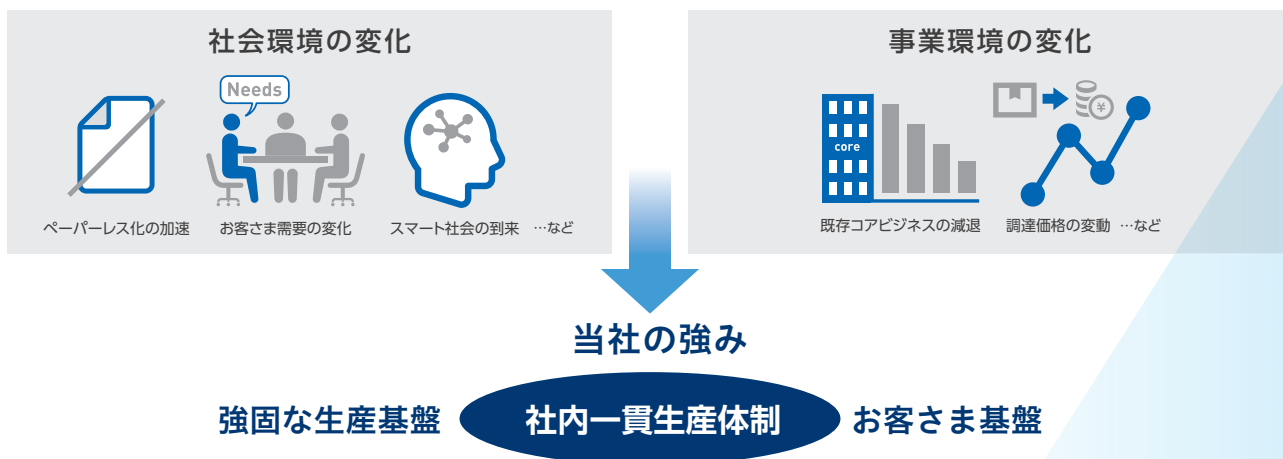 社会環境の変化
Needs
ペーパーレス化の加速
お客さま需要の変化
スマート社会の到来 …など
事業環境の変化
core
¥
既存コアビジネスの減退
調達価格の変動 …など
当社の強み
強固な生産基盤
社内一貫生産体制
お客さま基盤